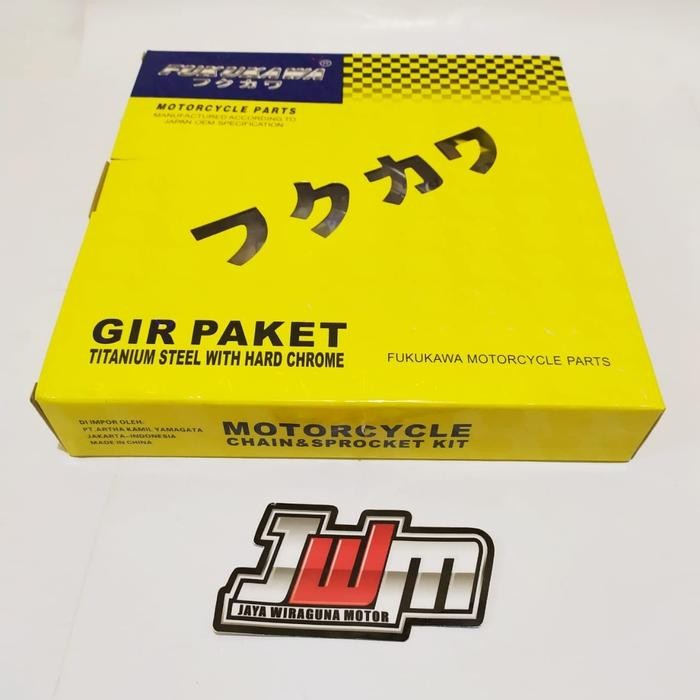 FUKUKAWA®
フクカワ
MOTORCYCLE PARTS
MANUFACTURED ACCORDING TO
JAPAN OEM SPECIFICATION
フクカワ
GIR PAKET
TITANIUM STEEL WITH HARD CHROME
FUKUKAWA MOTORCYCLE PARTS
DI IMPOR OLEH:
PT.ARTHA KAMIL YAMAGATA
JAKARTA-INDONESIA
MADE IN CHINA
MOTORCYCLE
CHAIN&SPROCKET KIT
JWM
JAYA WIRAGUNA MOTOR